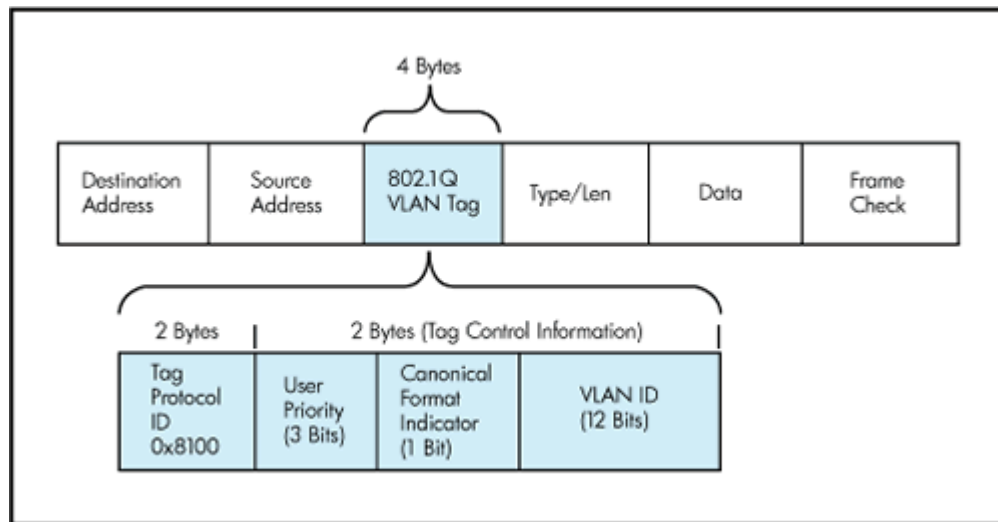 4 Bytes
Destination
Address
Source
Address
802.1Q
VLAN Tag
Type/Len
Data
Frame
Check
2 Bytes
2 Bytes (Tag Control Information)
Tag
Protocol
ID
0x8100
User
Priority
(3 Bits)
Canonical
Format
Indicator
(1 Bit)
VLAN ID
(12 Bits)